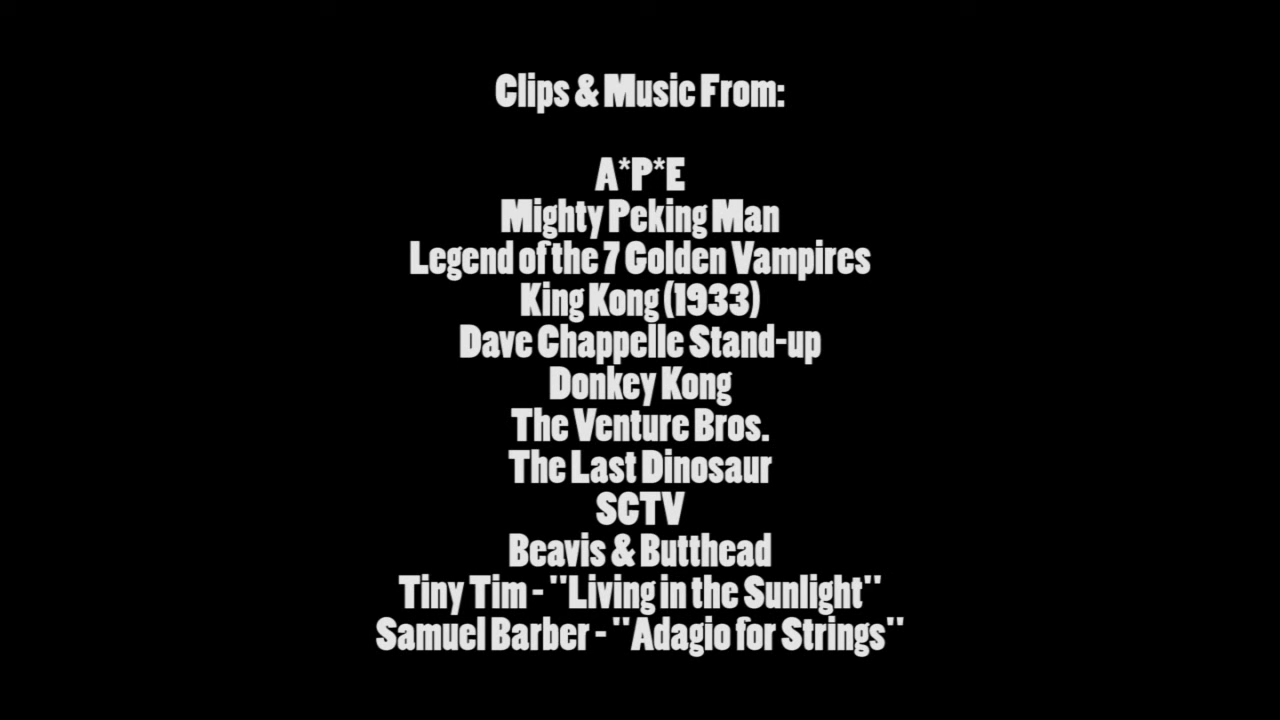 Clips & Music From:
A*P*E
Mighty Peking Man
Legend of the 7 Golden Vampires
King Kong (1933)
Dave Chappelle Stand-up
Donkey Kong
The Venture Bros.
The Last Dinosaur
SCTV
Beavis & Butthead
Tiny Tim - "Living in the Sunlight"
Samuel Barber - "Adagio for Strings"